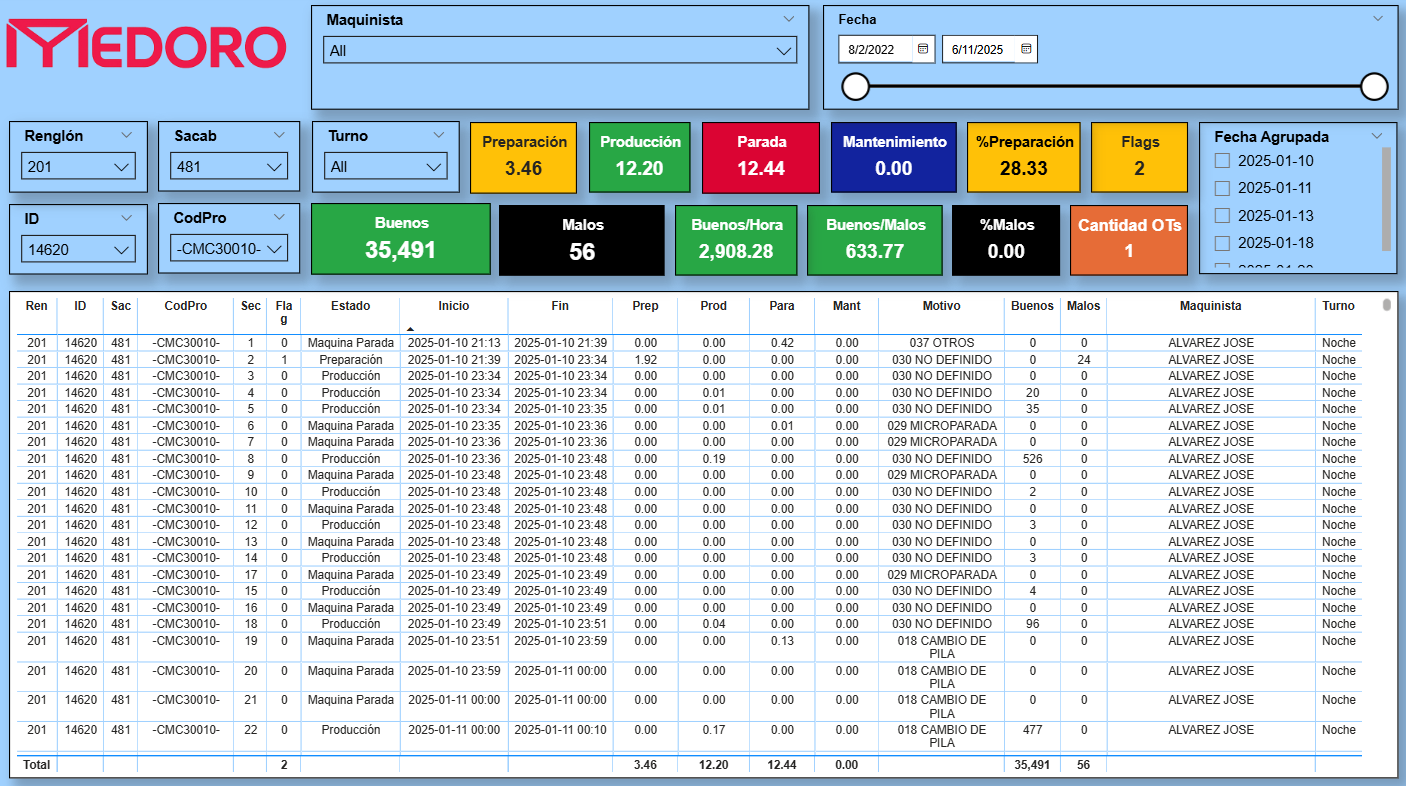 MEDORO
Maquinista
All
Fecha
8/2/2022 6/11/2025
Renglón
201
Sacab
481
Turno
All
Preparación
3.46
Producción
12.20
Parada
12.44
Mantenimiento
0.00
%Preparación
28.33
Flags
2
Fecha Agrupada
2025-01-10
2025-01-11
2025-01-13
2025-01-18
ID
14620
CodPro
-CMC30010-
Buenos
35,491
Malos
56
Buenos/Hora
2,908.28
Buenos/Malos
633.77
%Malos
0.00
Cantidad OTs
1
Ren ID Sac CodPro Sec Fla g Estado Inicio Fin Prep Prod Para Mant Motivo Buenos Malos Maquinista Turno
201 14620 481 -CMC30010- 1 0 Maquina Parada 2025-01-10 21:13 2025-01-10 21:39 0.00 0.00 0.42 0.00 037 OTROS 0 0 ALVAREZ JOSE Noche
201 14620 481 -CMC30010- 2 1 Preparación 2025-01-10 21:39 2025-01-10 23:34 1.92 0.00 0.00 0.00 030 NO DEFINIDO 0 24 ALVAREZ JOSE Noche
201 14620 481 -CMC30010- 3 0 Producción 2025-01-10 23:34 2025-01-10 23:34 0.00 0.00 0.00 0.00 030 NO DEFINIDO 0 0 ALVAREZ JOSE Noche
201 14620 481 -CMC30010- 4 0 Producción 2025-01-10 23:34 2025-01-10 23:34 0.00 0.01 0.00 0.00 030 NO DEFINIDO 20 0 ALVAREZ JOSE Noche
201 14620 481 -CMC30010- 5 0 Producción 2025-01-10 23:34 2025-01-10 23:35 0.00 0.01 0.00 0.00 030 NO DEFINIDO 35 0 ALVAREZ JOSE Noche
201 14620 481 -CMC30010- 6 0 Maquina Parada 2025-01-10 23:35 2025-01-10 23:36 0.00 0.00 0.01 0.00 029 MICROPARADA 0 0 ALVAREZ JOSE Noche
201 14620 481 -CMC30010- 7 0 Maquina Parada 2025-01-10 23:36 2025-01-10 23:36 0.00 0.00 0.00 0.00 029 MICROPARADA 0 0 ALVAREZ JOSE Noche
201 14620 481 -CMC30010- 8 0 Producción 2025-01-10 23:36 2025-01-10 23:48 0.00 0.19 0.00 0.00 030 NO DEFINIDO 526 0 ALVAREZ JOSE Noche
201 14620 481 -CMC30010- 9 0 Maquina Parada 2025-01-10 23:48 2025-01-10 23:48 0.00 0.00 0.00 0.00 029 MICROPARADA 0 0 ALVAREZ JOSE Noche
201 14620 481 -CMC30010- 10 0 Producción 2025-01-10 23:48 2025-01-10 23:48 0.00 0.00 0.00 0.00 030 NO DEFINIDO 2 0 ALVAREZ JOSE Noche
201 14620 481 -CMC30010- 11 0 Maquina Parada 2025-01-10 23:48 2025-01-10 23:48 0.00 0.00 0.00 0.00 030 NO DEFINIDO 0 0 ALVAREZ JOSE Noche
201 14620 481 -CMC30010- 12 0 Producción 2025-01-10 23:48 2025-01-10 23:48 0.00 0.00 0.00 0.00 030 NO DEFINIDO 3 0 ALVAREZ JOSE Noche
201 14620 481 -CMC30010- 13 0 Maquina Parada 2025-01-10 23:48 2025-01-10 23:48 0.00 0.00 0.00 0.00 030 NO DEFINIDO 0 0 ALVAREZ JOSE Noche
201 14620 481 -CMC30010- 14 0 Producción 2025-01-10 23:48 2025-01-10 23:48 0.00 0.00 0.00 0.00 030 NO DEFINIDO 3 0 ALVAREZ JOSE Noche
201 14620 481 -CMC30010- 17 0 Maquina Parada 2025-01-10 23:49 2025-01-10 23:49 0.00 0.00 0.00 0.00 029 MICROPARADA 0 0 ALVAREZ JOSE Noche
201 14620 481 -CMC30010- 15 0 Producción 2025-01-10 23:49 2025-01-10 23:49 0.00 0.00 0.00 0.00 030 NO DEFINIDO 4 0 ALVAREZ JOSE Noche
201 14620 481 -CMC30010- 16 0 Maquina Parada 2025-01-10 23:49 2025-01-10 23:49 0.00 0.00 0.00 0.00 030 NO DEFINIDO 0 0 ALVAREZ JOSE Noche
201 14620 481 -CMC30010- 18 0 Producción 2025-01-10 23:49 2025-01-10 23:51 0.00 0.04 0.00 0.00 030 NO DEFINIDO 96 0 ALVAREZ JOSE Noche
201 14620 481 -CMC30010- 19 0 Maquina Parada 2025-01-10 23:51 2025-01-10 23:59 0.00 0.00 0.13 0.00 018 CAMBIO DE PILA 0 0 ALVAREZ JOSE Noche
201 14620 481 -CMC30010- 20 0 Maquina Parada 2025-01-10 23:59 2025-01-11 00:00 0.00 0.00 0.00 0.00 018 CAMBIO DE PILA 0 0 ALVAREZ JOSE Noche
201 14620 481 -CMC30010- 21 0 Maquina Parada 2025-01-11 00:00 2025-01-11 00:00 0.00 0.00 0.00 0.00 018 CAMBIO DE PILA 0 0 ALVAREZ JOSE Noche
201 14620 481 -CMC30010- 22 0 Producción 2025-01-11 00:00 2025-01-11 00:10 0.00 0.17 0.00 0.00 018 CAMBIO DE PILA 477 0 ALVAREZ JOSE Noche
Total 2 3.46 12.20 12.44 0.00 35,491 56